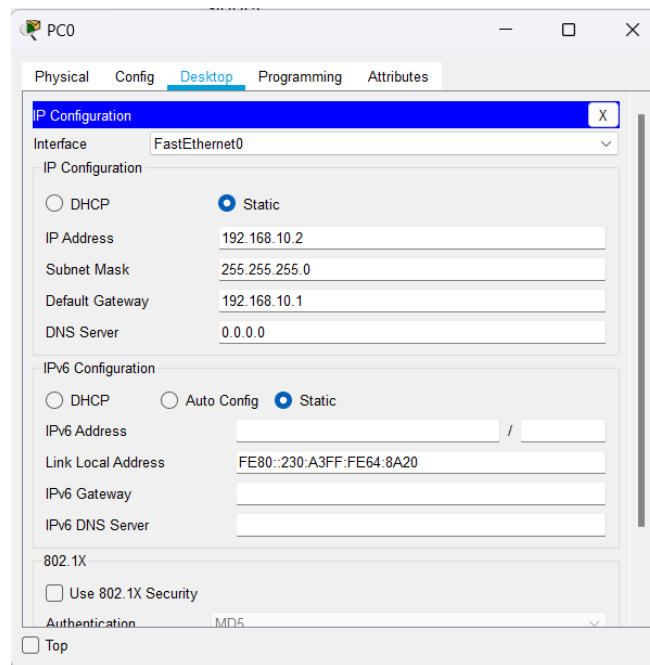 PC0
Physical Config Desktop Programming Attributes
IP Configuration X
Interface FastEthernet0
IP Configuration
DHCP Static
IP Address 192.168.10.2
Subnet Mask 255.255.255.0
Default Gateway 192.168.10.1
DNS Server 0.0.0.0
IPv6 Configuration
DHCP Auto Config Static
IPv6 Address /
Link Local Address FE80::230:A3FF:FE64:8A20
IPv6 Gateway
IPv6 DNS Server
802.1X
Use 802.1X Security
Authentication MD5
Top